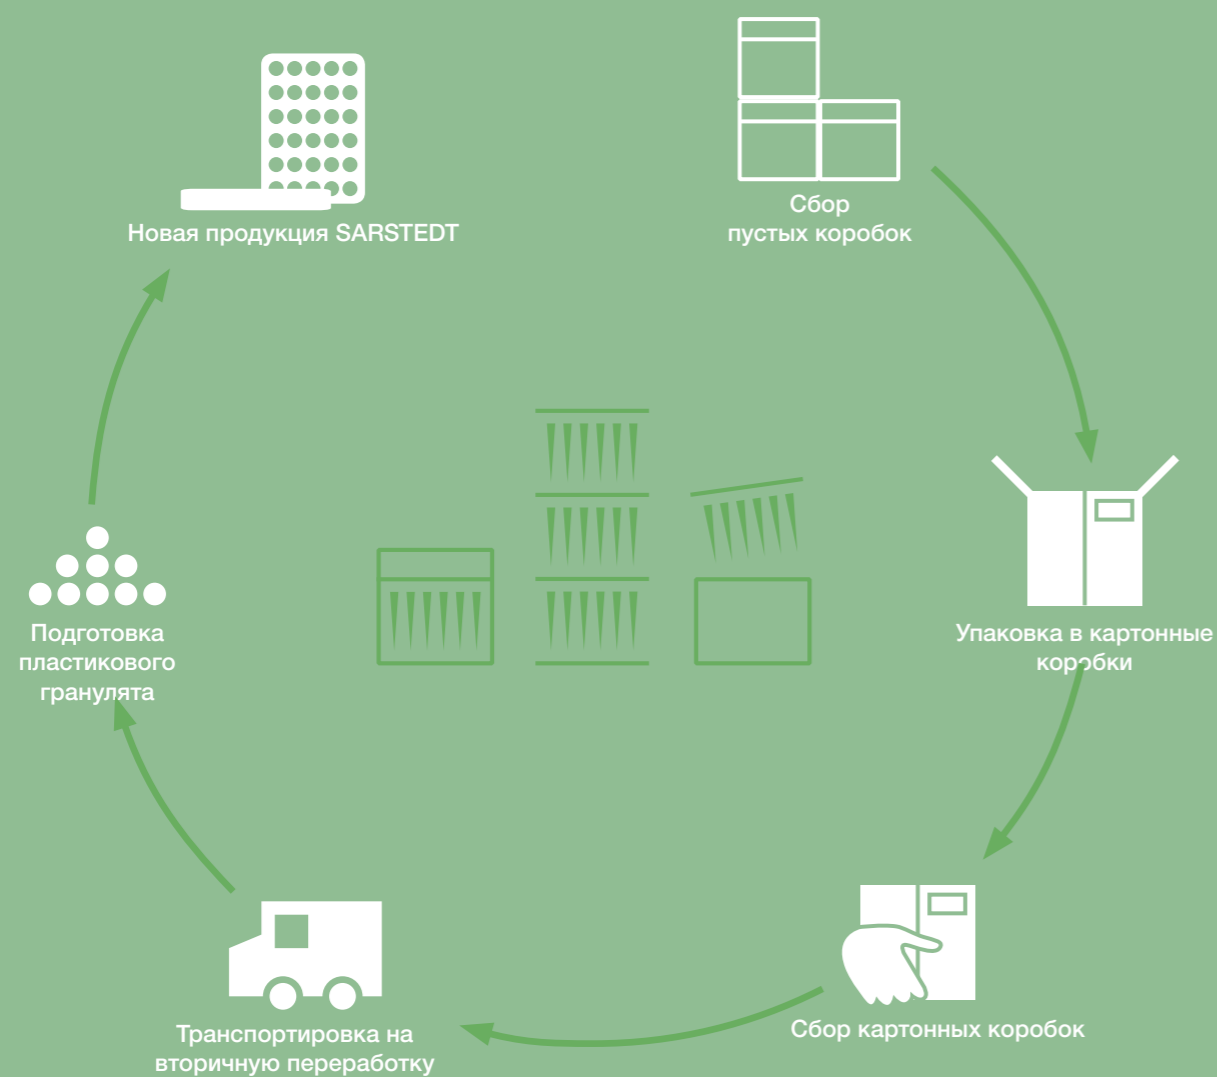 Новая продукция SARSTEDT
Сбор
пустых коробок
Упаковка в картонные
коробки
Сбор картонных коробок
Транспортировка на
вторичную переработку
Подготовка
пластикового
гранулята